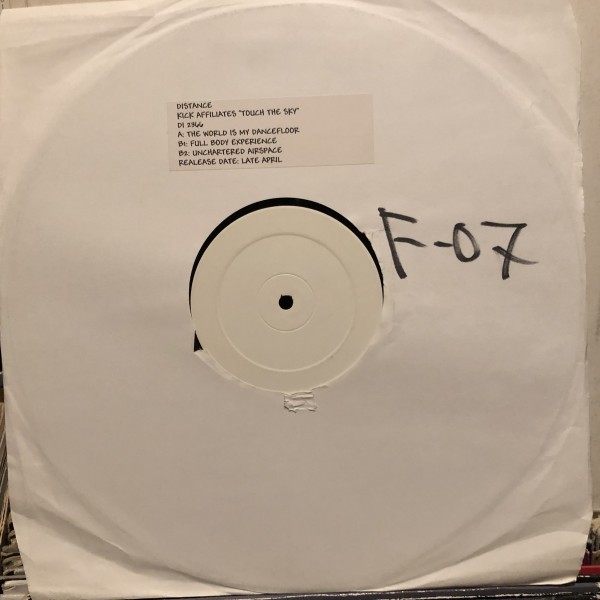 DISTANCE
KICK AFFILIATES "TOUCH THE SKY"
DI 2366
A: THE WORLD IS MY DANCEFLOOR
B1: FULL BODY EXPERIENCE
B2: UNCHARTERED AIRSPACE
REALEASE DATE: LATE APRIL
F-07